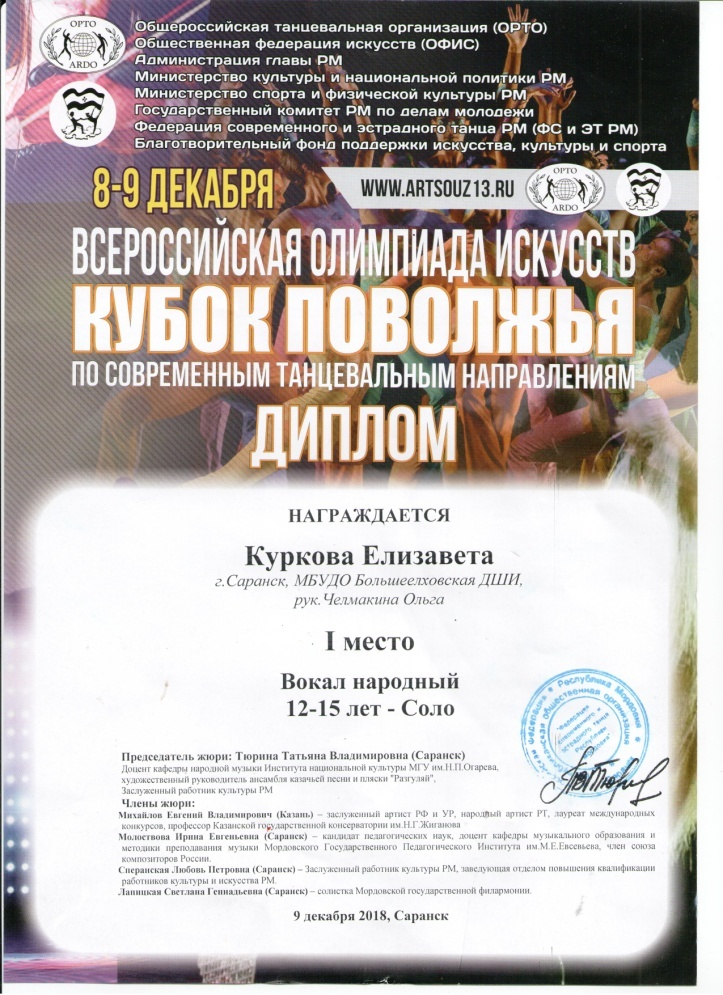 ОРТО
ARDO
Общероссийская танцевальная организация (ОРТО)
Общественная федерация искусств (ОФИС)
Администрация главы РМ
Министерство культуры и национальной политики РМ
Министерство спорта и физической культуры РМ
Государственный комитет РМ по делам молодежи
Федерация современного и эстрадного танца РМ (ФС и ЭТ РМ)
Благотворительный фонд поддержки искусства, культуры и спорта
8-9 ДЕКАБРЯ
WWW.ARTSOUZ13.RU
ОРТО
ARDO
ВСЕРОССИЙСКАЯ ОЛИМПИАДА ИСКУССТВ
КУБОК ПОВОЛЖЬЯ
ПО СОВРЕМЕННЫМ ТАНЦЕВАЛЬНЫМ НАПРАВЛЕНИЯМ
ДИПЛОМ
НАГРАЖДАЕТСЯ
Куркова Елизавета
г.Саранск, МБУДО Большеелховская ДШИ,
рук.Челмакина Ольга
I место
Вокал народный
12-15 лет - Соло
Председатель жюри: Тюрина Татьяна Владимировна (Саранск)
Доцент кафедры народной музыки Института национальной культуры МГУ им.Н.П.Огарева,
художественный руководитель ансамбля казачьей песни и пляски "Разгуляй",
Заслуженный работник культуры РМ
Члены жюри:
Михайлов Евгений Владимирович (Казань) – заслуженный артист РФ и УР, народный артист РТ, лауреат международных
конкурсов, профессор Казанской государственной консерватории им.Н.Г.Жиганова
Молоствова Ирина Евгеньевна (Саранск) – кандидат педагогических наук, доцент кафедры музыкального образования и
методики преподавания музыки Мордовского Государственного Педагогического Института им.М.Е.Евсевьева, член союза
композиторов России.
Сперанская Любовь Петровна (Саранск) – Заслуженный работник культуры РМ, заведующая отделом повышения квалификации
работников культуры и искусства РМ.
Лапицкая Светлана Геннадьевна (Саранск) – солистка Мордовской государственной филармонии.
Республика Мордовия
общественная организация
9 декабря 2018, Саранск